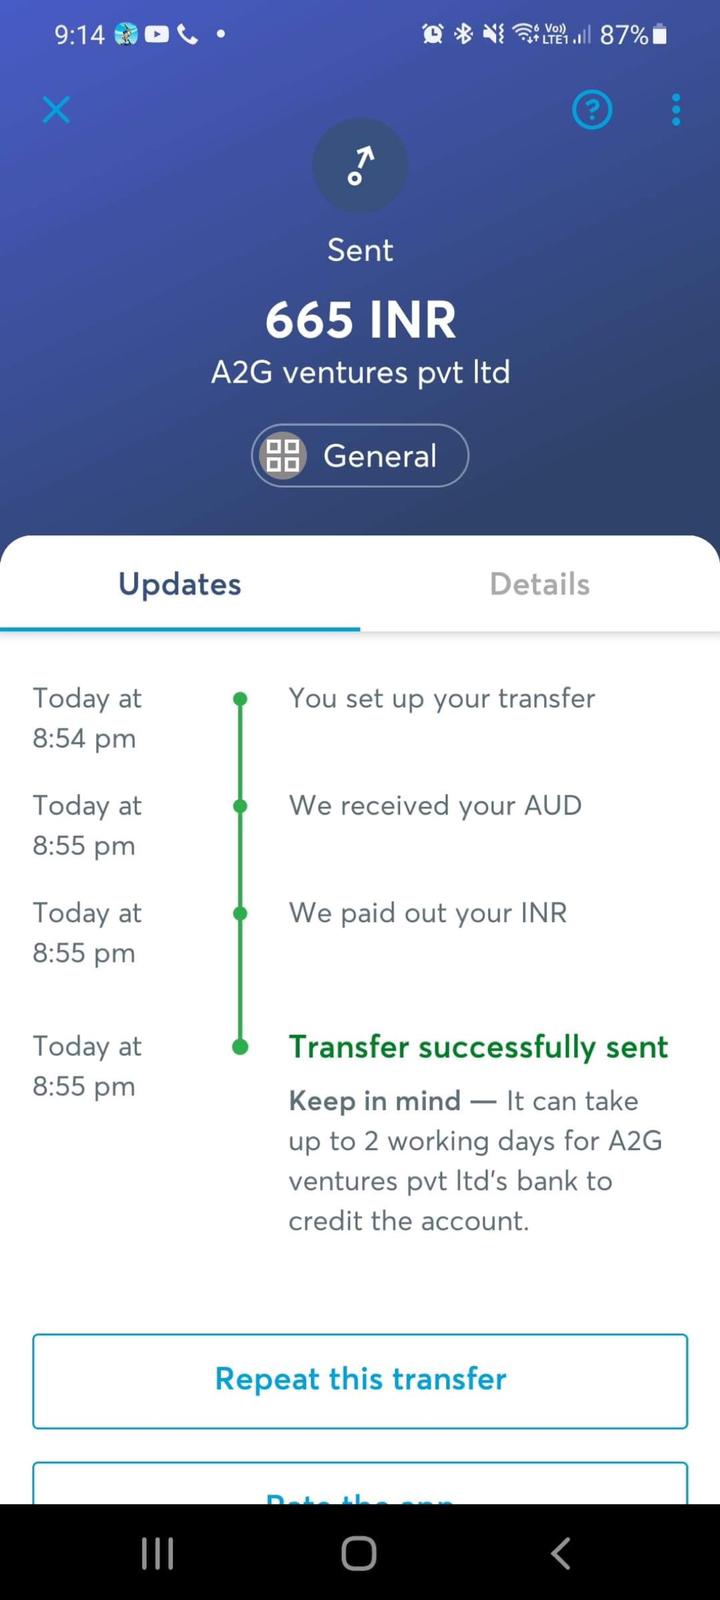 9:14
Vo))
LTE1
87%
?
Sent
665 INR
A2G ventures pvt ltd
General
Updates
Details
Today at
8:54 pm
You set up your transfer
Today at
8:55 pm
We received your AUD
Today at
8:55 pm
We paid out your INR
Today at
8:55 pm
Transfer successfully sent
Keep in mind — It can take
up to 2 working days for A2G
ventures pvt ltd's bank to
credit the account.
Repeat this transfer
Rate the app